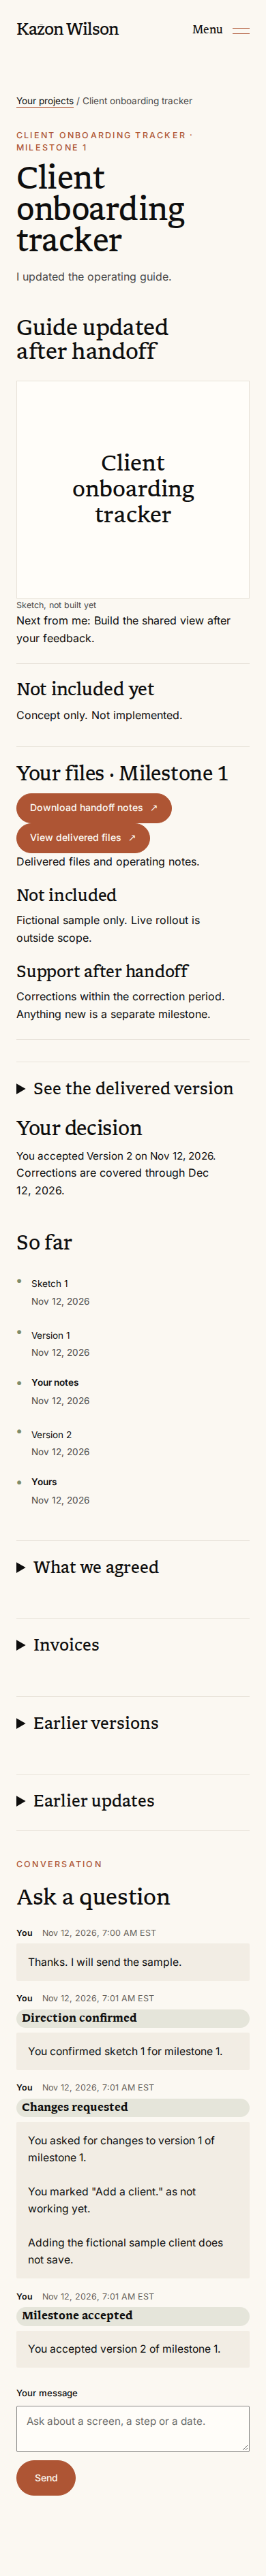 Kazon Wilson
Menu
Your projects / Client onboarding tracker
CLIENT ONBOARDING TRACKER ·
MILESTONE 1
Client
onboarding
tracker
I updated the operating guide.
Guide updated
after handoff
Client
onboarding
tracker
Sketch, not built yet
Next from me: Build the shared view after
your feedback.
Not included yet
Concept only. Not implemented.
Your files · Milestone 1
Download handoff notes ↗
View delivered files ↗
Delivered files and operating notes.
Not included
Fictional sample only. Live rollout is
outside scope.
Support after handoff
Corrections within the correction period.
Anything new is a separate milestone.
See the delivered version
Your decision
You accepted Version 2 on Nov 12, 2026.
Corrections are covered through Dec
12, 2026.
So far
Sketch 1
Nov 12, 2026
Version 1
Nov 12, 2026
Your notes
Nov 12, 2026
Version 2
Nov 12, 2026
Yours
Nov 12, 2026
What we agreed
Invoices
Earlier versions
Earlier updates
CONVERSATION
Ask a question
You Nov 12, 2026, 7:00 AM EST
Thanks. I will send the sample.
You Nov 12, 2026, 7:01 AM EST
Direction confirmed
You confirmed sketch 1 for milestone 1.
You Nov 12, 2026, 7:01 AM EST
Changes requested
You asked for changes to version 1 of
milestone 1.
You marked "Add a client." as not
working yet.
Adding the fictional sample client does
not save.
You Nov 12, 2026, 7:01 AM EST
Milestone accepted
You accepted version 2 of milestone 1.
Your message
Ask about a screen, a step or a date.
Send